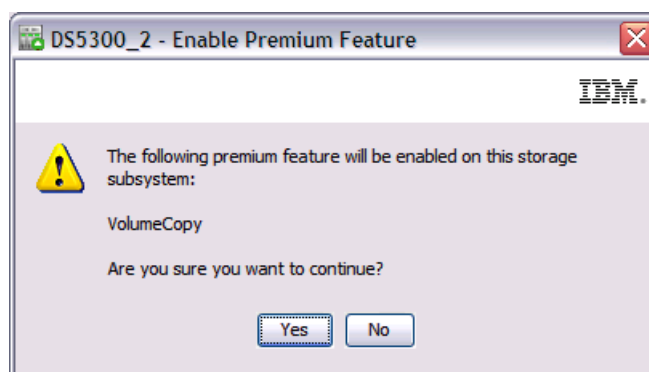 DS5300_2 - Enable Premium Feature
IBM.
The following premium feature will be enabled on this storage
subsystem:
VolumeCopy
Are you sure you want to continue?
Yes No